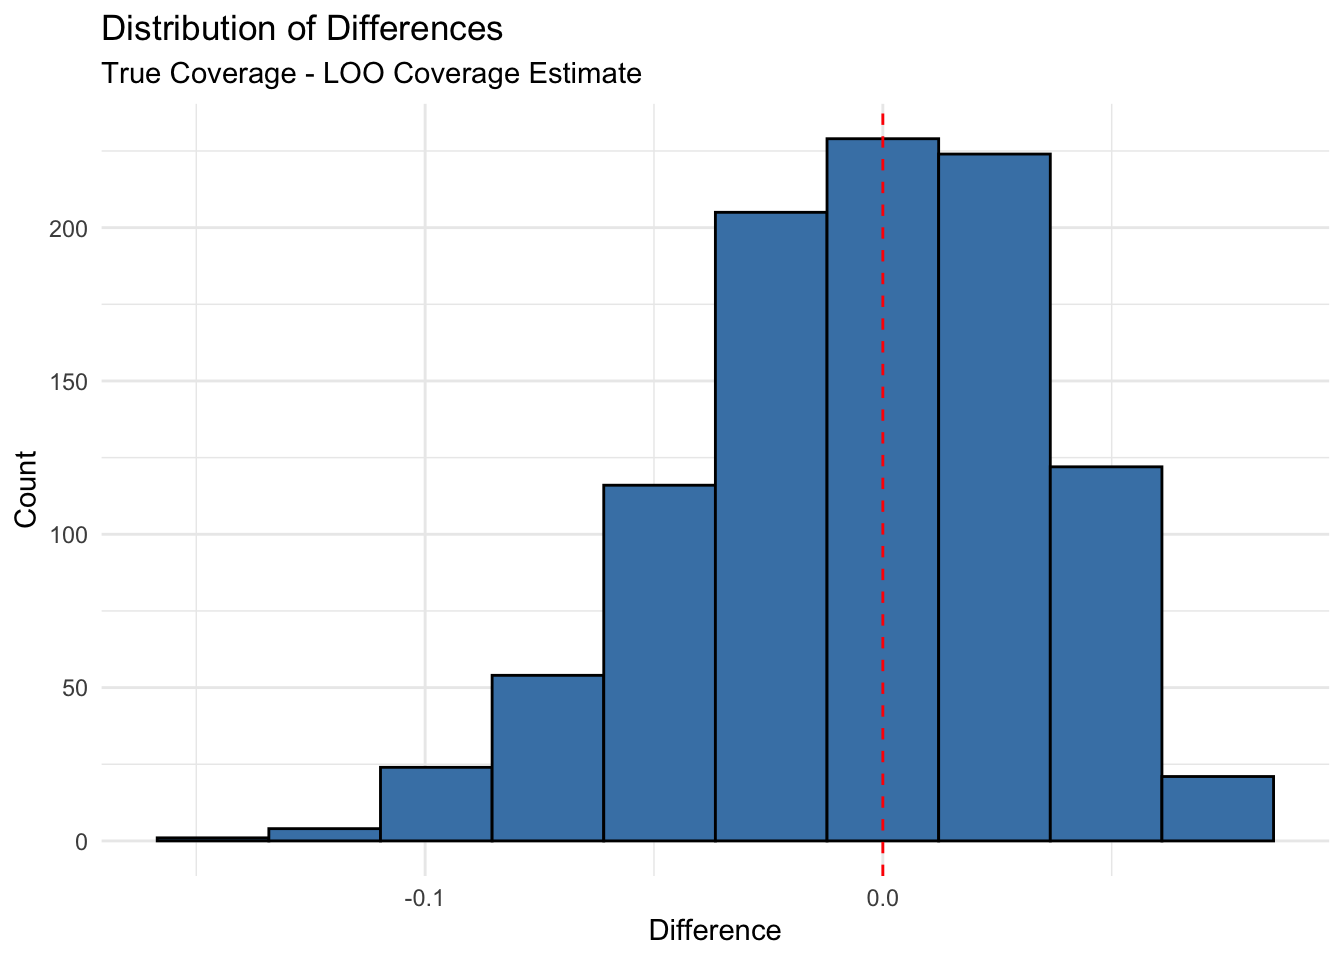 Distribution of Differences
True Coverage - LOO Coverage Estimate
Count
200
150
100
50
0
-0.1
0.0
Difference